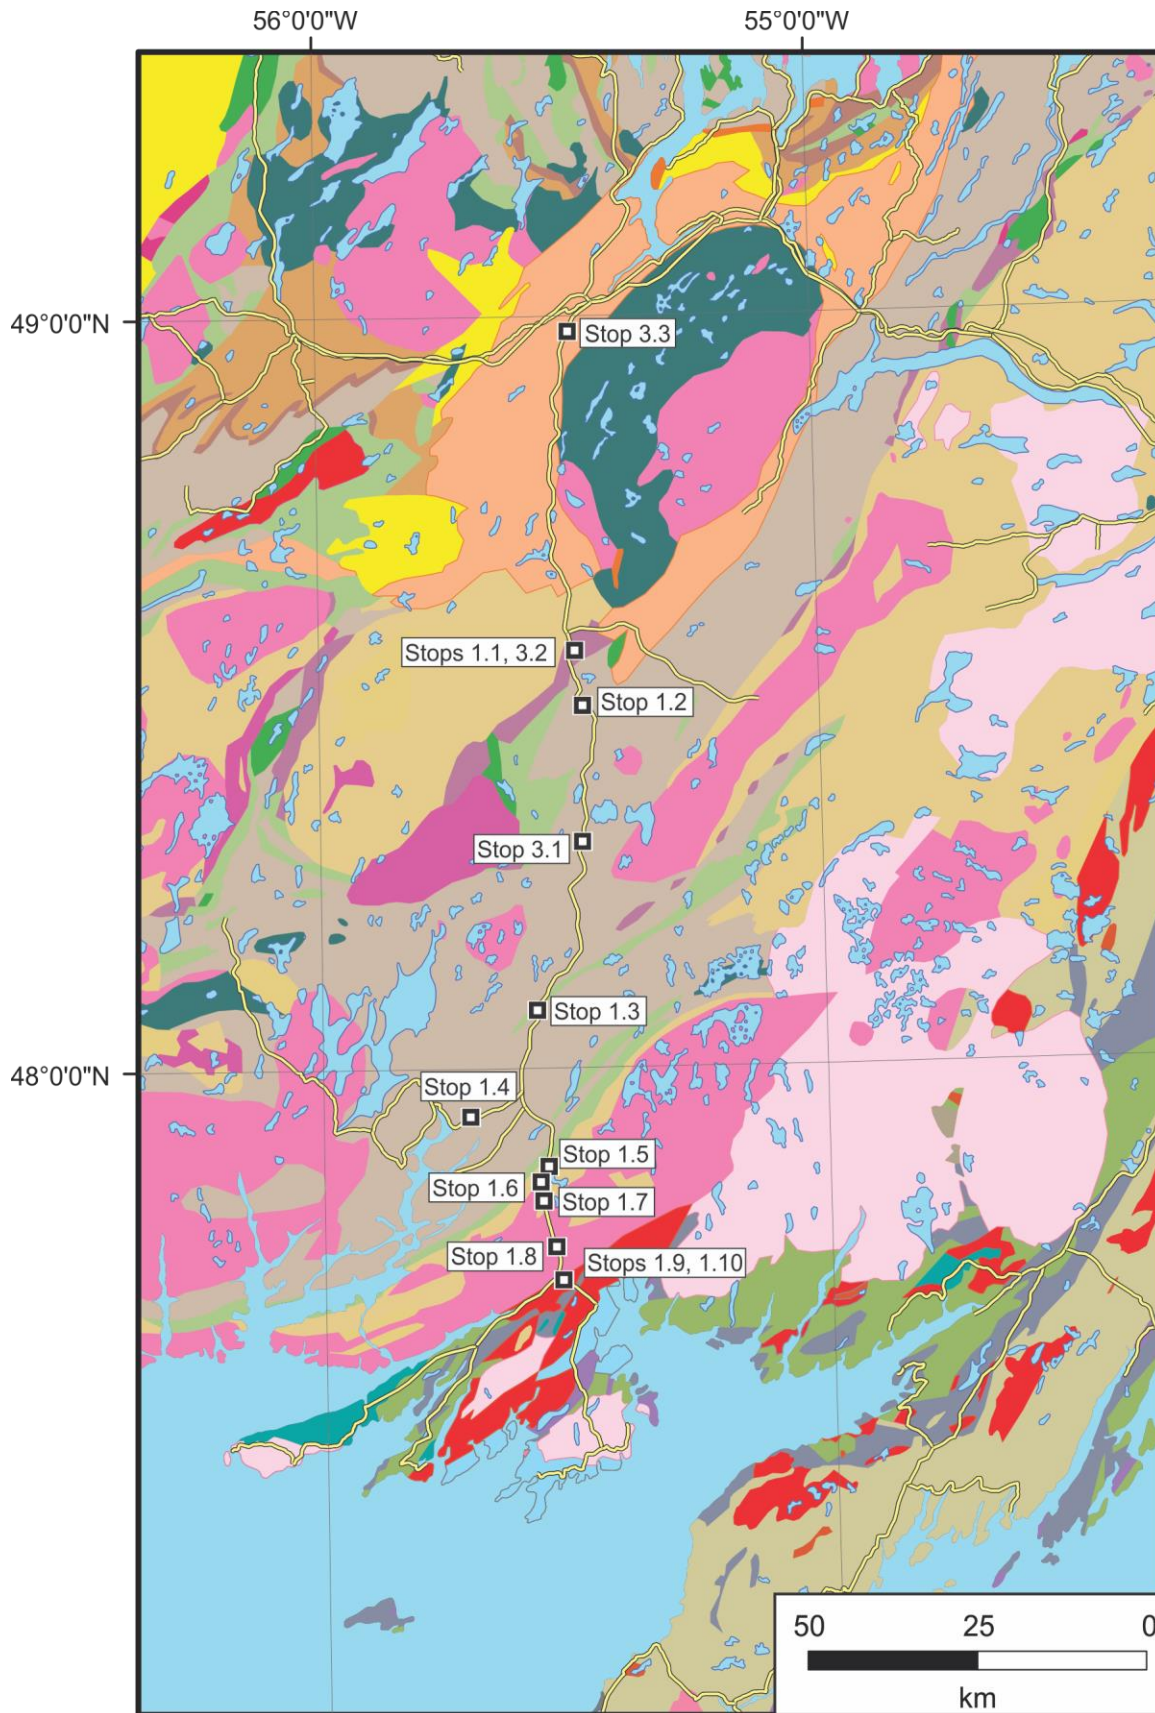 56°0'0"W
55°0'0"W
49°0'0"N
Stop 3.3
Stops 1.1, 3.2
Stop 1.2
Stop 3.1
Stop 1.3
48°0'0"N
Stop 1.4
Stop 1.5
Stop 1.6
Stop 1.7
Stop 1.8
Stops 1.9, 1.10
50 25 0
km